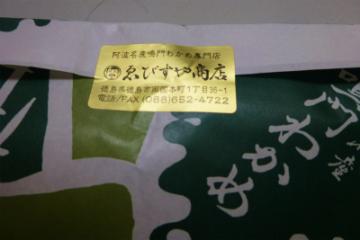 阿波名産鳴門わかめ専門店
ゑびすや商店
徳島県徳島市南国本町1丁目36-1
電話/FAX (088) 652-4722
わかめ